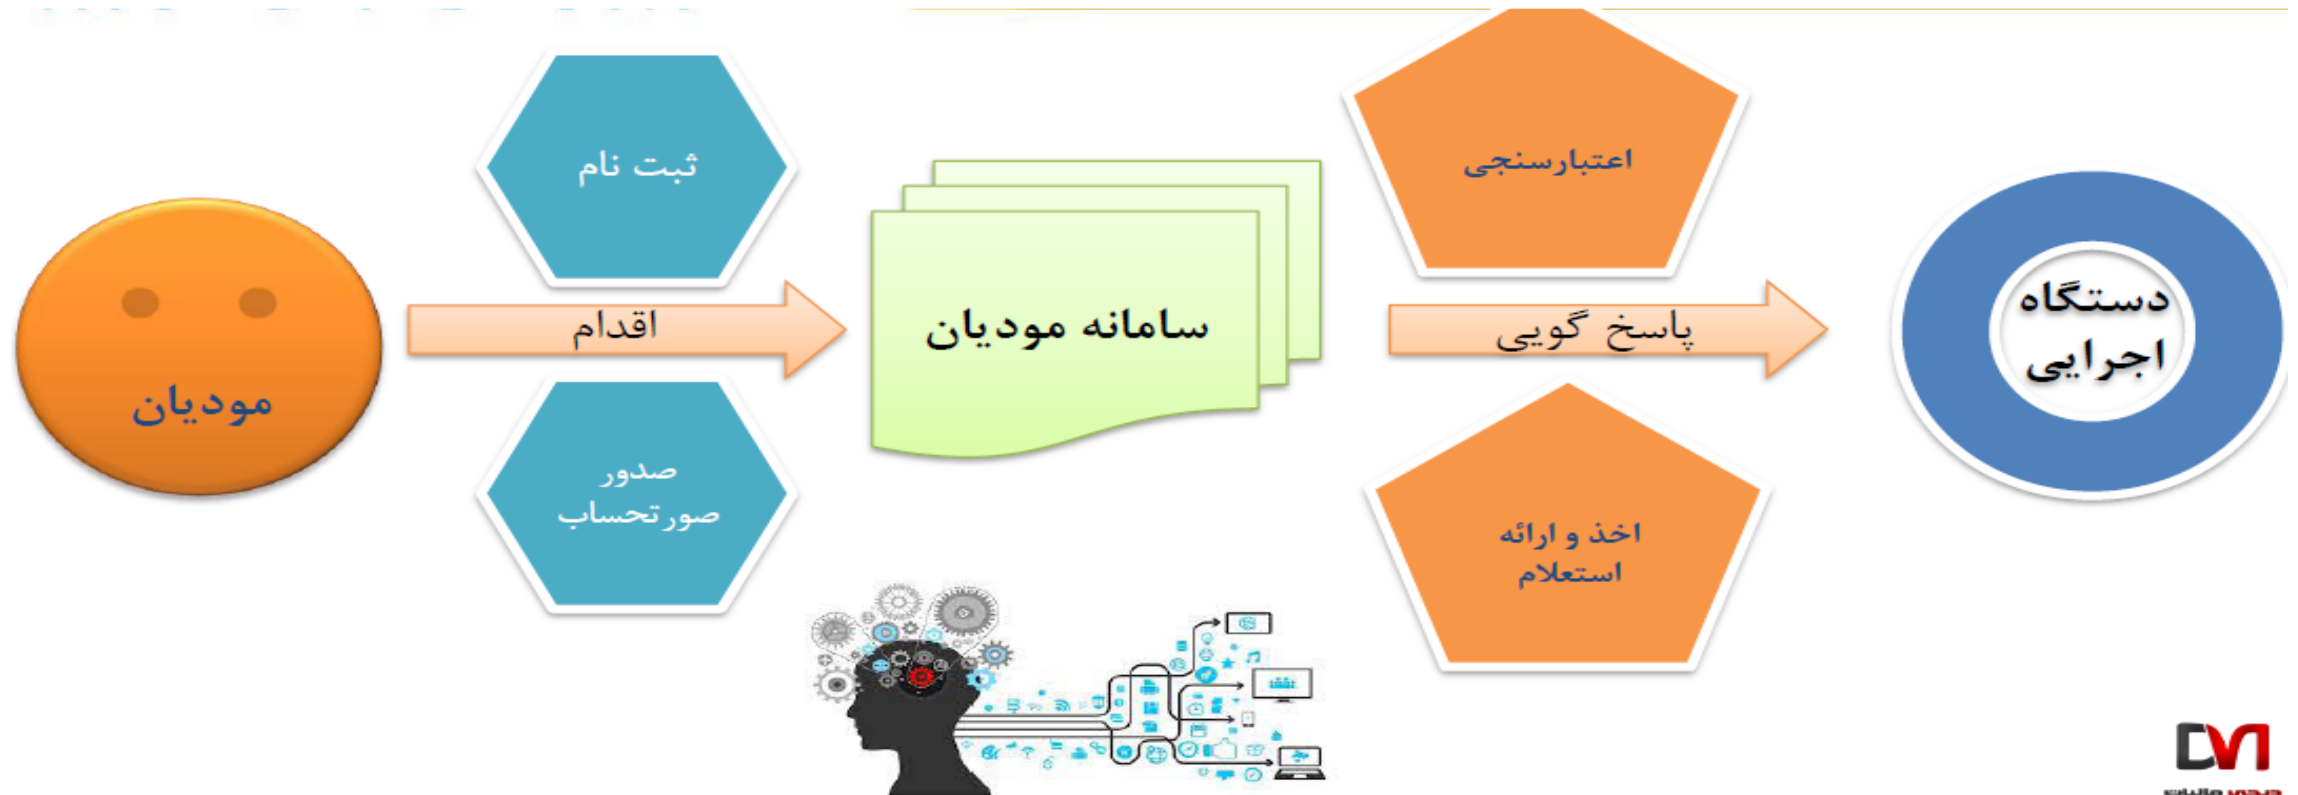 ثبت نام
اعتبارسنجی
مودیان
اقدام
سامانه مودیان
پاسخ گویی
دستگاه
اجرایی
صدور
صورتحساب
اخذ و ارائه
استعلام